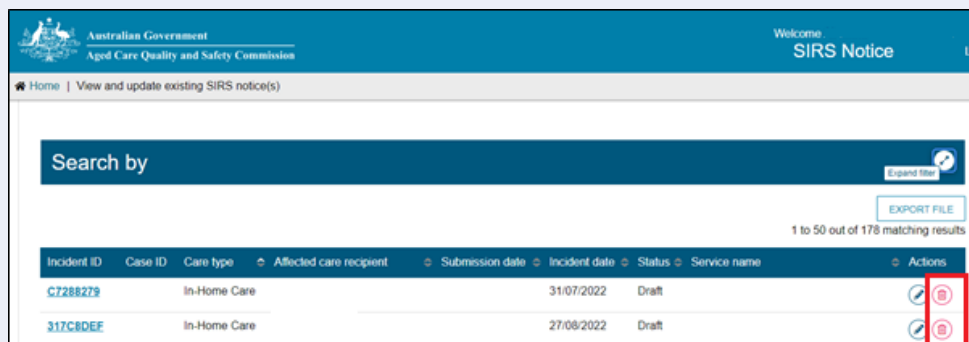 Australian Government
Aged Care Quality and Safety Commission
Welcome
SIRS Notice
Home | View and update existing SIRS notice(s)
Search by
Expand filter
EXPORT FILE
1 to 50 out of 178 matching results
Incident ID Case ID Care type Affected care recipient Submission date Incident date Status Service name Actions
C7288279 In-Home Care 31/07/2022 Draft
317C8DEF In-Home Care 27/08/2022 Draft